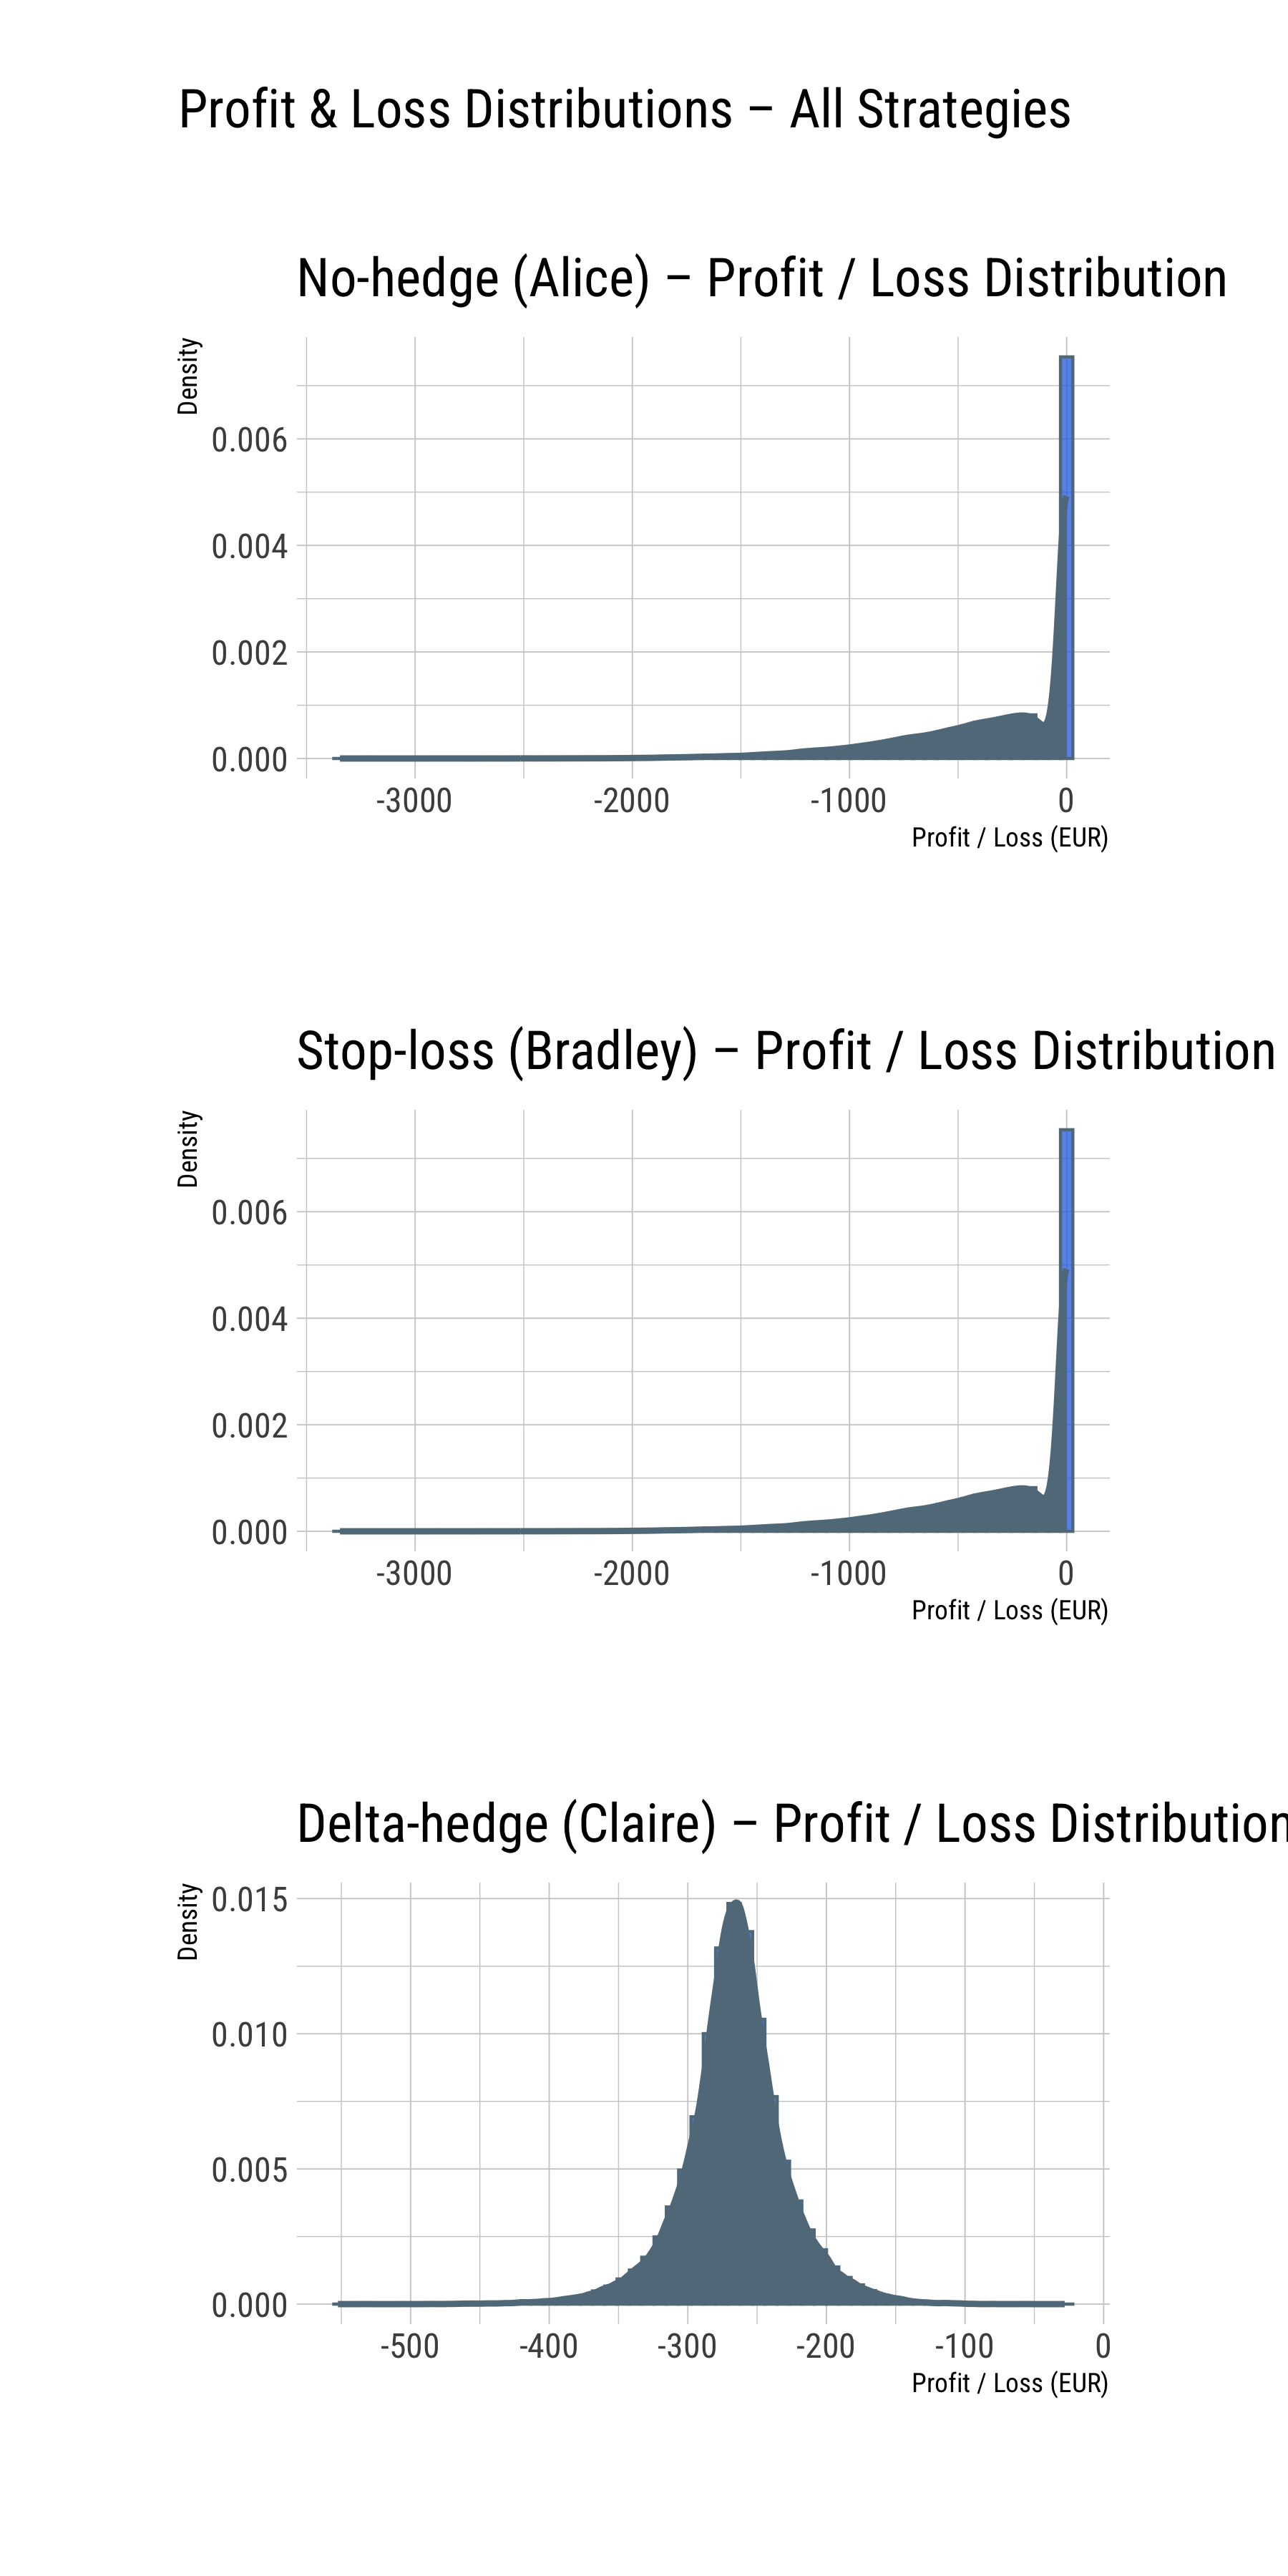 Profit & Loss Distributions – All Strategies
No-hedge (Alice) – Profit / Loss Distribution
Density
0.006
0.004
0.002
0.000
-3000 -2000 -1000 0
Profit / Loss (EUR)
Stop-loss (Bradley) – Profit / Loss Distribution
Density
0.006
0.004
0.002
0.000
-3000 -2000 -1000 0
Profit / Loss (EUR)
Delta-hedge (Claire) – Profit / Loss Distribution
Density
0.015
0.010
0.005
0.000
-500 -400 -300 -200 -100 0
Profit / Loss (EUR)